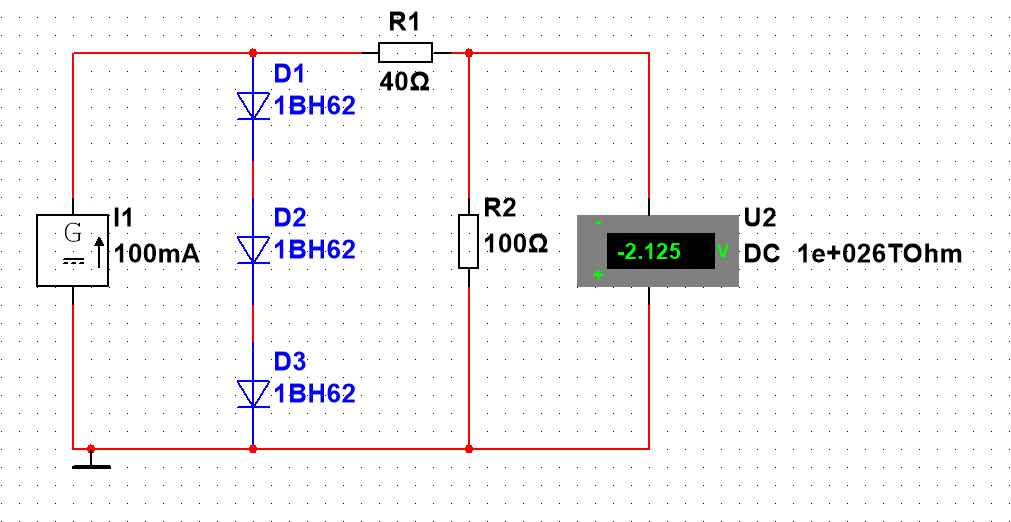 R1
40Ω
D1
1BH62
D2
1BH62
D3
1BH62
I1
G
100mA
R2
100Ω
-
-2.125 V
+
U2
DC 1e+026TOhm